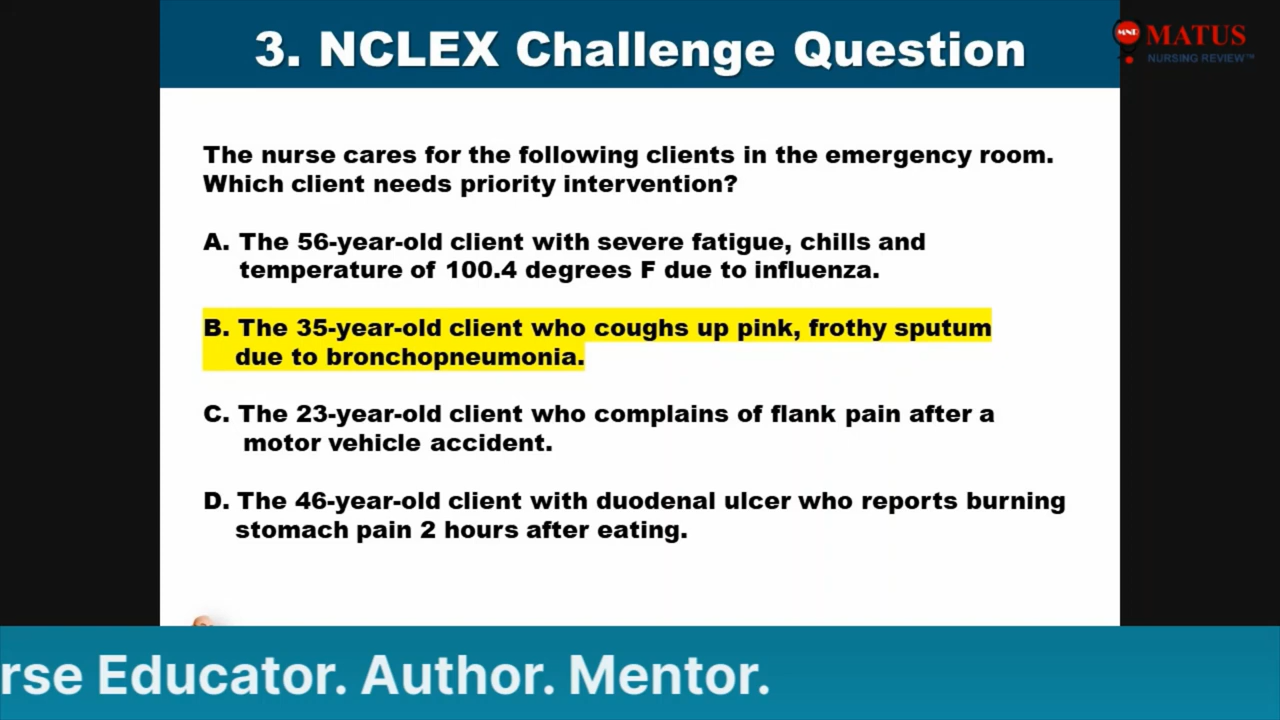 3. NCLEX Challenge Question
MNR
MATUS
NURSING REVIEW™
The nurse cares for the following clients in the emergency room.
Which client needs priority intervention?
A. The 56-year-old client with severe fatigue, chills and
temperature of 100.4 degrees F due to influenza.
B. The 35-year-old client who coughs up pink, frothy sputum
due to bronchopneumonia.
C. The 23-year-old client who complains of flank pain after a
motor vehicle accident.
D. The 46-year-old client with duodenal ulcer who reports burning
stomach pain 2 hours after eating.
rse Educator. Author. Mentor.